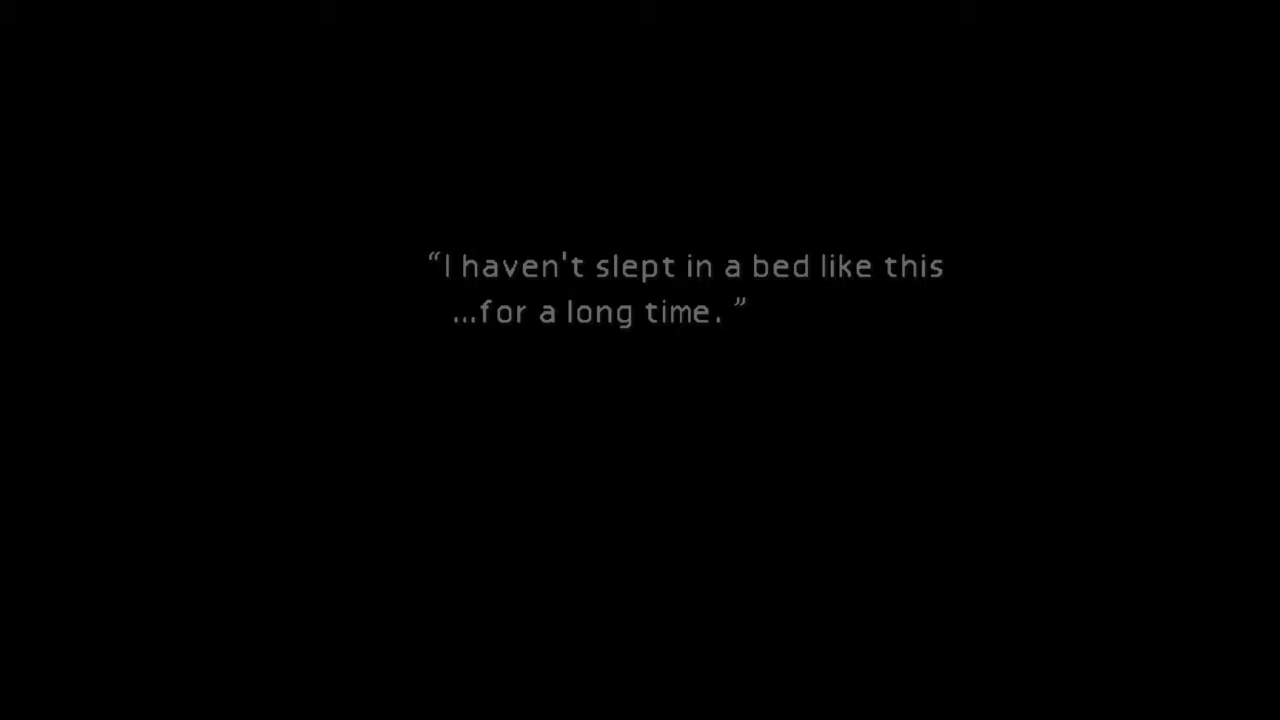 “I haven't slept in a bed like this
...for a long time. ”